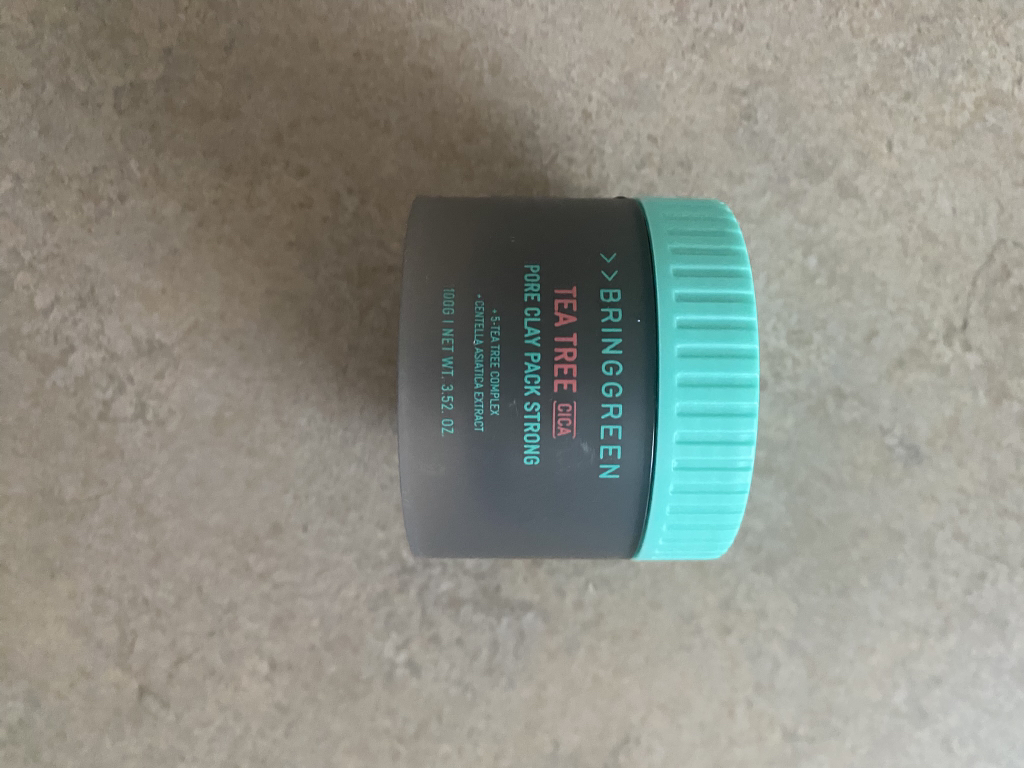 >>BRINGGREEN
TEA TREE CICA
PORE CLAY PACK STRONG
+ 5-TEA TREE COMPLEX
+ CENTELLA ASIATICA EXTRACT
100G | NET WT. 3.52. OZ.